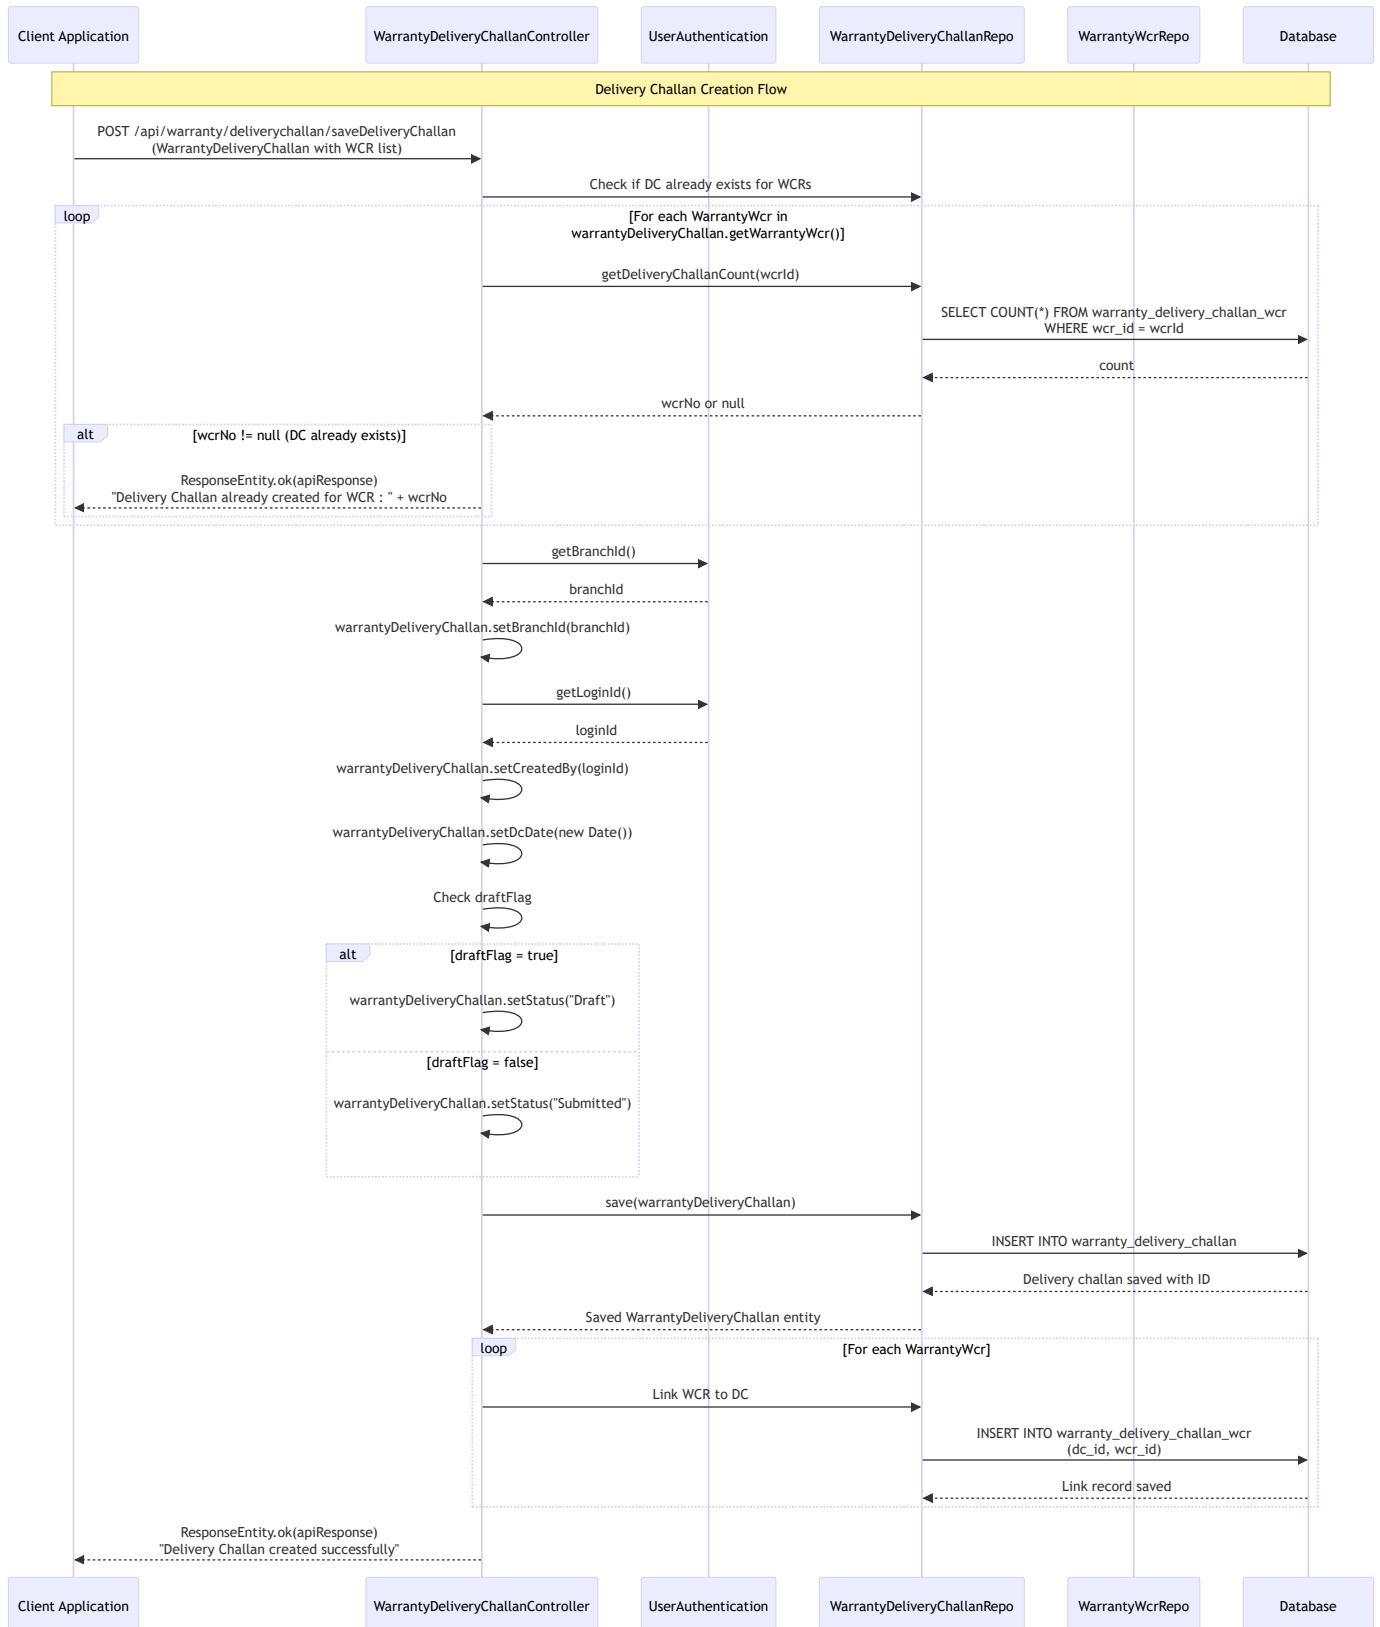 Client Application
WarrantyDeliveryChallanController
UserAuthentication
WarrantyDeliveryChallanRepo
WarrantyWcrRepo
Database
Delivery Challan Creation Flow
POST /api/warranty/deliverychallan/saveDeliveryChallan
(WarrantyDeliveryChallan with WCR list)
Check if DC already exists for WCRs
loop
[For each WarrantyWcr in
warrantyDeliveryChallan.getWarrantyWcr()]
getDeliveryChallanCount(wcrId)
SELECT COUNT(*) FROM warranty_delivery_challan_wcr
WHERE wcr_id = wcrId
count
wcrNo or null
alt
[wcrNo != null (DC already exists)]
ResponseEntity.ok(apiResponse)
"Delivery Challan already created for WCR : " + wcrNo
getBranchId()
branchId
warrantyDeliveryChallan.setBranchId(branchId)
getLoginId()
loginId
warrantyDeliveryChallan.setCreatedBy(loginId)
warrantyDeliveryChallan.setDcDate(new Date())
Check draftFlag
alt
[draftFlag = true]
warrantyDeliveryChallan.setStatus("Draft")
[draftFlag = false]
warrantyDeliveryChallan.setStatus("Submitted")
save(warrantyDeliveryChallan)
INSERT INTO warranty_delivery_challan
Delivery challan saved with ID
Saved WarrantyDeliveryChallan entity
loop
[For each WarrantyWcr]
Link WCR to DC
INSERT INTO warranty_delivery_challan_wcr
(dc_id, wcr_id)
Link record saved
ResponseEntity.ok(apiResponse)
"Delivery Challan created successfully"
Client Application
WarrantyDeliveryChallanController
UserAuthentication
WarrantyDeliveryChallanRepo
WarrantyWcrRepo
Database